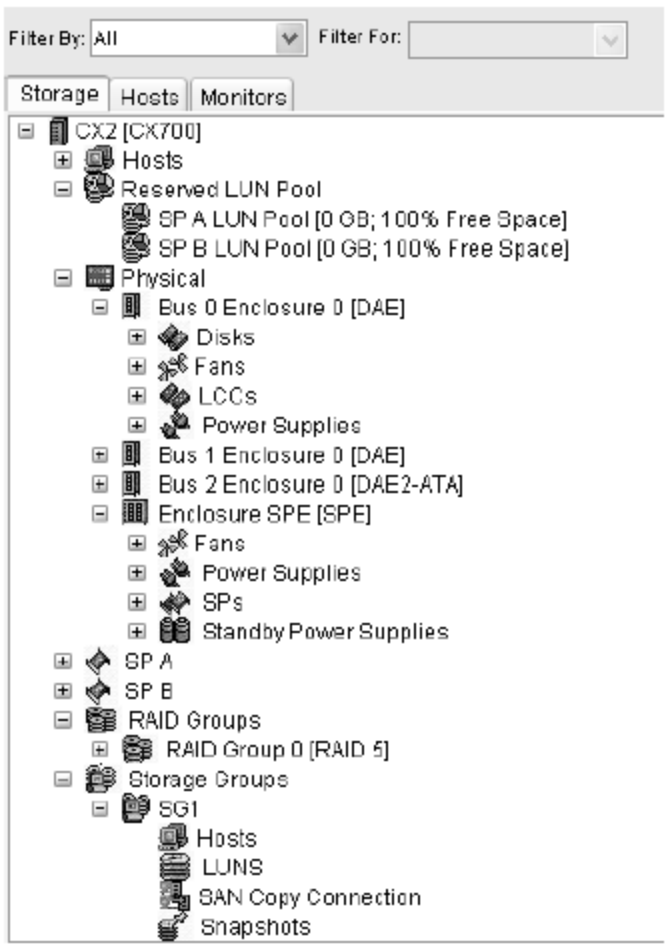 Filter By: All Filter For:
Storage Hosts Monitors
CX2 [CX700]
Hosts
Reserved LUN Pool
SP A LUN Pool [0 GB; 100% Free Space]
SP B LUN Pool [0 GB; 100% Free Space]
Physical
Bus 0 Enclosure 0 [DAE]
Disks
Fans
LCCs
Power Supplies
Bus 1 Enclosure 0 [DAE]
Bus 2 Enclosure 0 [DAE2-ATA]
Enclosure SPE [SPE]
Fans
Power Supplies
SPs
Standby Power Supplies
SP A
SP B
RAID Groups
RAID Group 0 [RAID 5]
Storage Groups
SG1
Hosts
LUNS
SAN Copy Connection
Snapshots